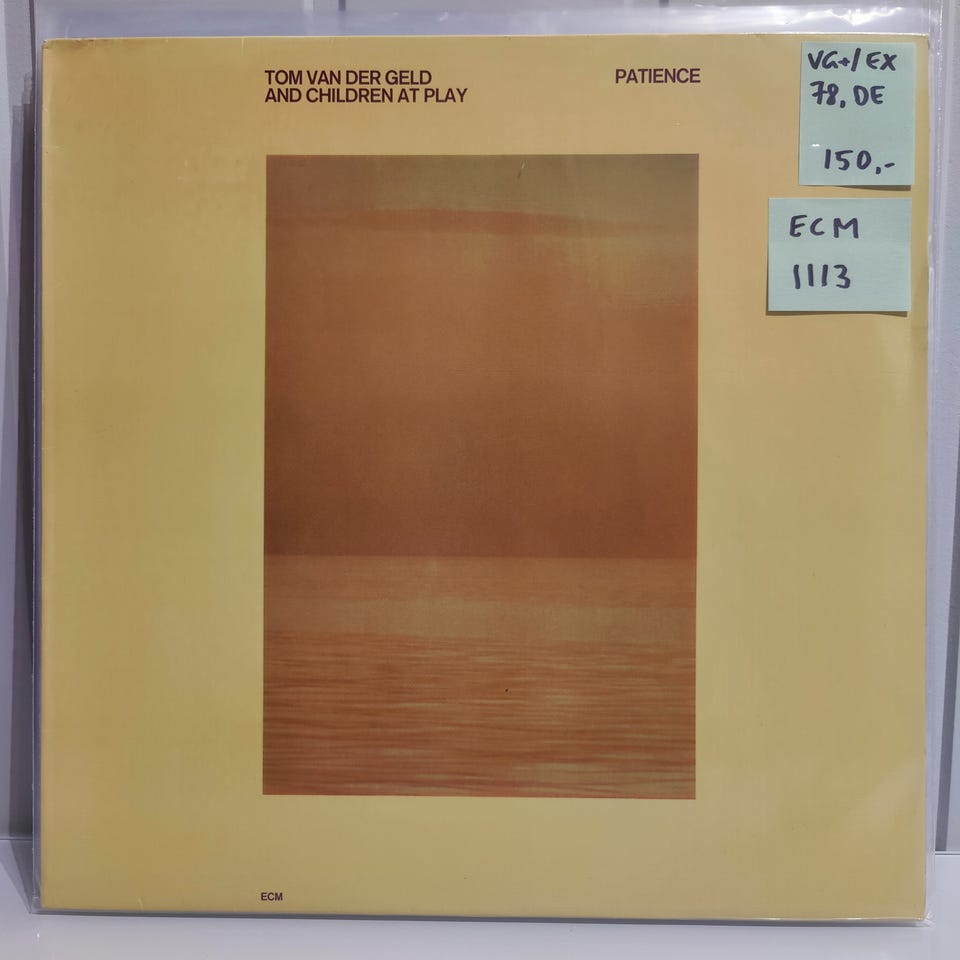 TOM VAN DER GELD
AND CHILDREN AT PLAY
PATIENCE
VG+/EX
78, DE
150,-
ECM
1113
ECM